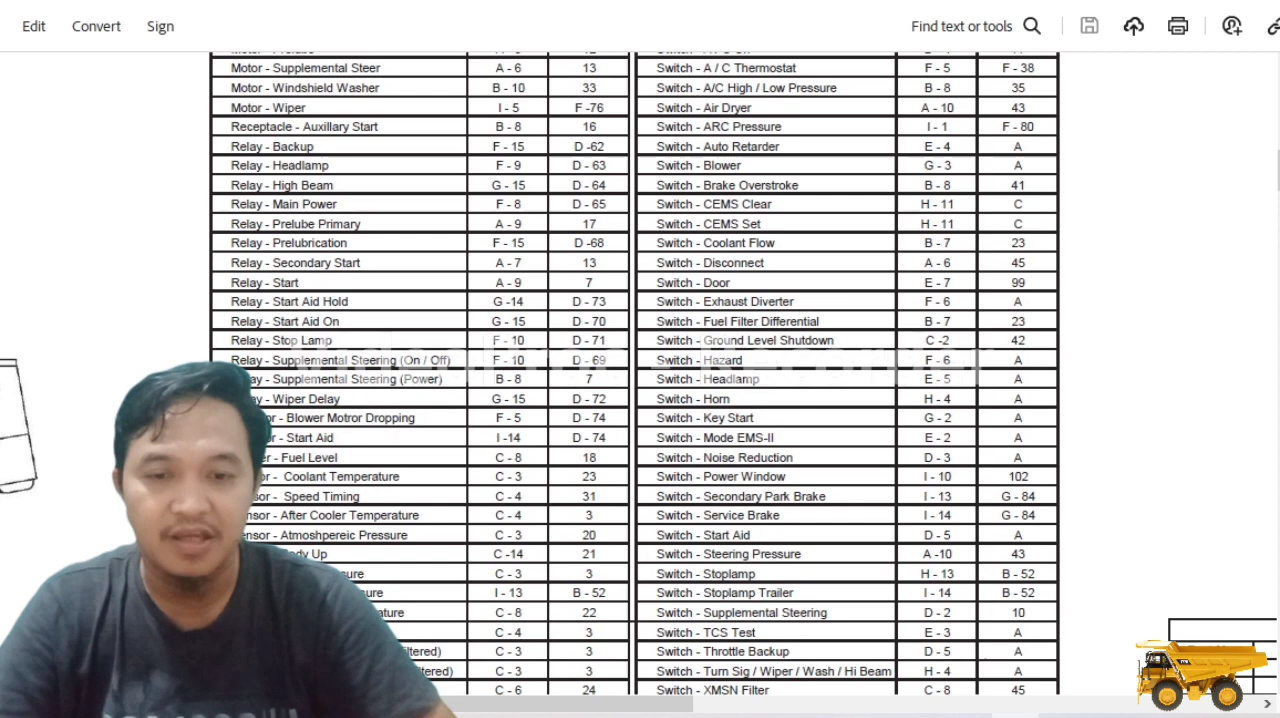 Edit Convert Sign Find text or tools
Motor - Supplemental Steer A - 6 13 Switch - A / C Thermostat F - 5 F - 38
Motor - Windshield Washer B - 10 33 Switch - A/C High / Low Pressure B - 8 35
Motor - Wiper I - 5 F -76 Switch - Air Dryer A - 10 43
Receptacle - Auxillary Start B - 8 16 Switch - ARC Pressure I - 1 F - 80
Relay - Backup F - 15 D -62 Switch - Auto Retarder E - 4 A
Relay - Headlamp F - 9 D - 63 Switch - Blower G - 3 A
Relay - High Beam G - 15 D - 64 Switch - Brake Overstroke B - 8 41
Relay - Main Power F - 8 D - 65 Switch - CEMS Clear H - 11 C
Relay - Prelube Primary A - 9 17 Switch - CEMS Set H - 11 C
Relay - Prelubrication F - 15 D -68 Switch - Coolant Flow B - 7 23
Relay - Secondary Start A - 7 13 Switch - Disconnect A - 6 45
Relay - Start A - 9 7 Switch - Door E - 7 99
Relay - Start Aid Hold G -14 D - 73 Switch - Exhaust Diverter F - 6 A
Relay - Start Aid On G - 15 D - 70 Switch - Fuel Filter Differential B - 7 23
Relay - Stop Lamp F - 10 D - 71 Switch - Ground Level Shutdown C -2 42
Relay - Supplemental Steering (On / Off) F - 10 D - 69 Switch - Hazard F - 6 A
ay - Supplemental Steering (Power) B - 8 7 Switch - Headlamp E - 5 A
ay - Wiper Delay G - 15 D - 72 Switch - Horn H - 4 A
or - Blower Motror Dropping F - 5 D - 74 Switch - Key Start G - 2 A
or - Start Aid I -14 D - 74 Switch - Mode EMS-II E - 2 A
er - Fuel Level C - 8 18 Switch - Noise Reduction D - 3 A
or - Coolant Temperature C - 3 23 Switch - Power Window I - 10 102
sor - Speed Timing C - 4 31 Switch - Secondary Park Brake I - 13 G - 84
ensor - After Cooler Temperature C - 4 3 Switch - Service Brake I - 14 G - 84
ensor - Atmoshpereic Pressure C - 3 20 Switch - Start Aid D - 5 A
ody Up C -14 21 Switch - Steering Pressure A -10 43
sure C - 3 3 Switch - Stoplamp H - 13 B - 52
sure I - 13 B - 52 Switch - Stoplamp Trailer I - 14 B - 52
ature C - 8 22 Switch - Supplemental Steering D - 2 10
C - 4 3 Switch - TCS Test E - 3 A
ltered) C - 3 3 Switch - Throttle Backup D - 5 A
tered) C - 3 3 Switch - Turn Sig / Wiper / Wash / Hi Beam H - 4 A
C - 6 24 Switch - XMSN Filter C - 8 45